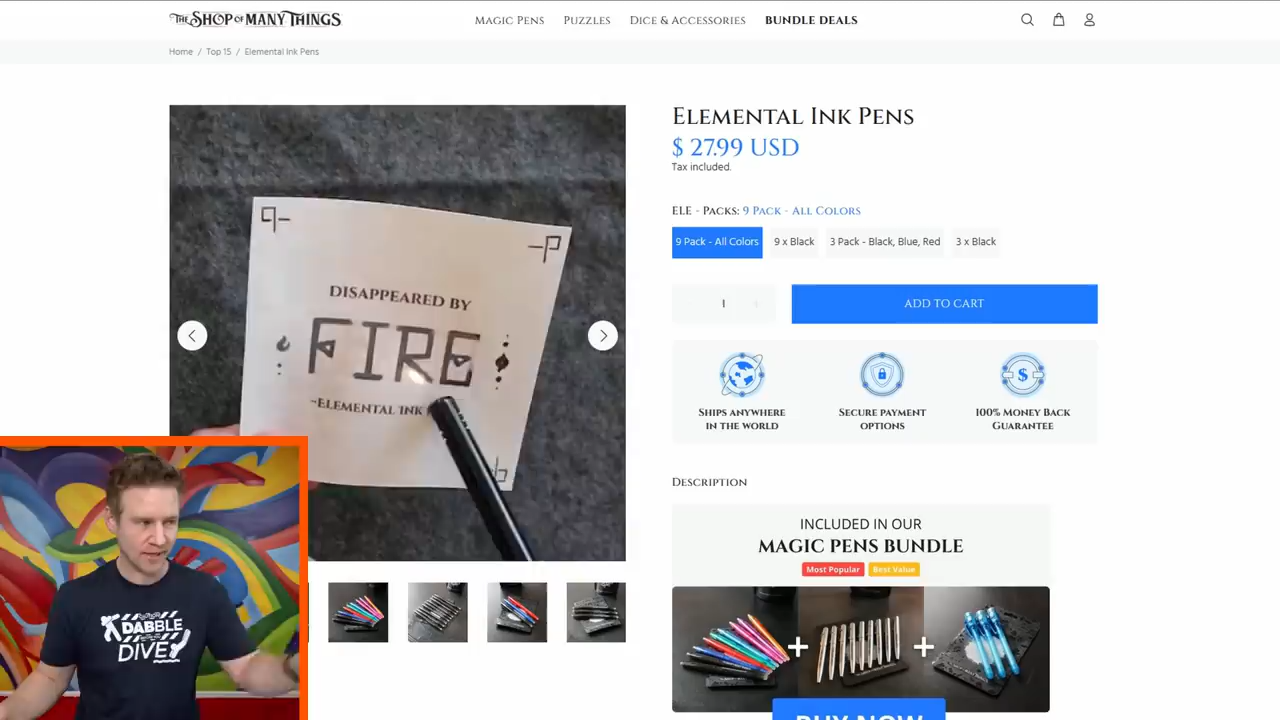 THE SHOP OF MANY THINGS
MAGIC PENS
PUZZLES
DICE & ACCESSORIES
BUNDLE DEALS
Home / Top 15 / Elemental Ink Pens
DISAPPEARED BY
FIRE
~ELEMENTAL INK
ELEMENTAL INK PENS
$ 27.99 USD
Tax included.
ELE - PACKS: 9 PACK - ALL COLORS
9 Pack - All Colors
9 x Black
3 Pack - Black, Blue, Red
3 x Black
1
+
ADD TO CART
SHIPS ANYWHERE
IN THE WORLD
SECURE PAYMENT
OPTIONS
100% MONEY BACK
GUARANTEE
DESCRIPTION
INCLUDED IN OUR
MAGIC PENS BUNDLE
Most Popular
Best Value
+ +
BUY NOW
DABBLE
DIVE